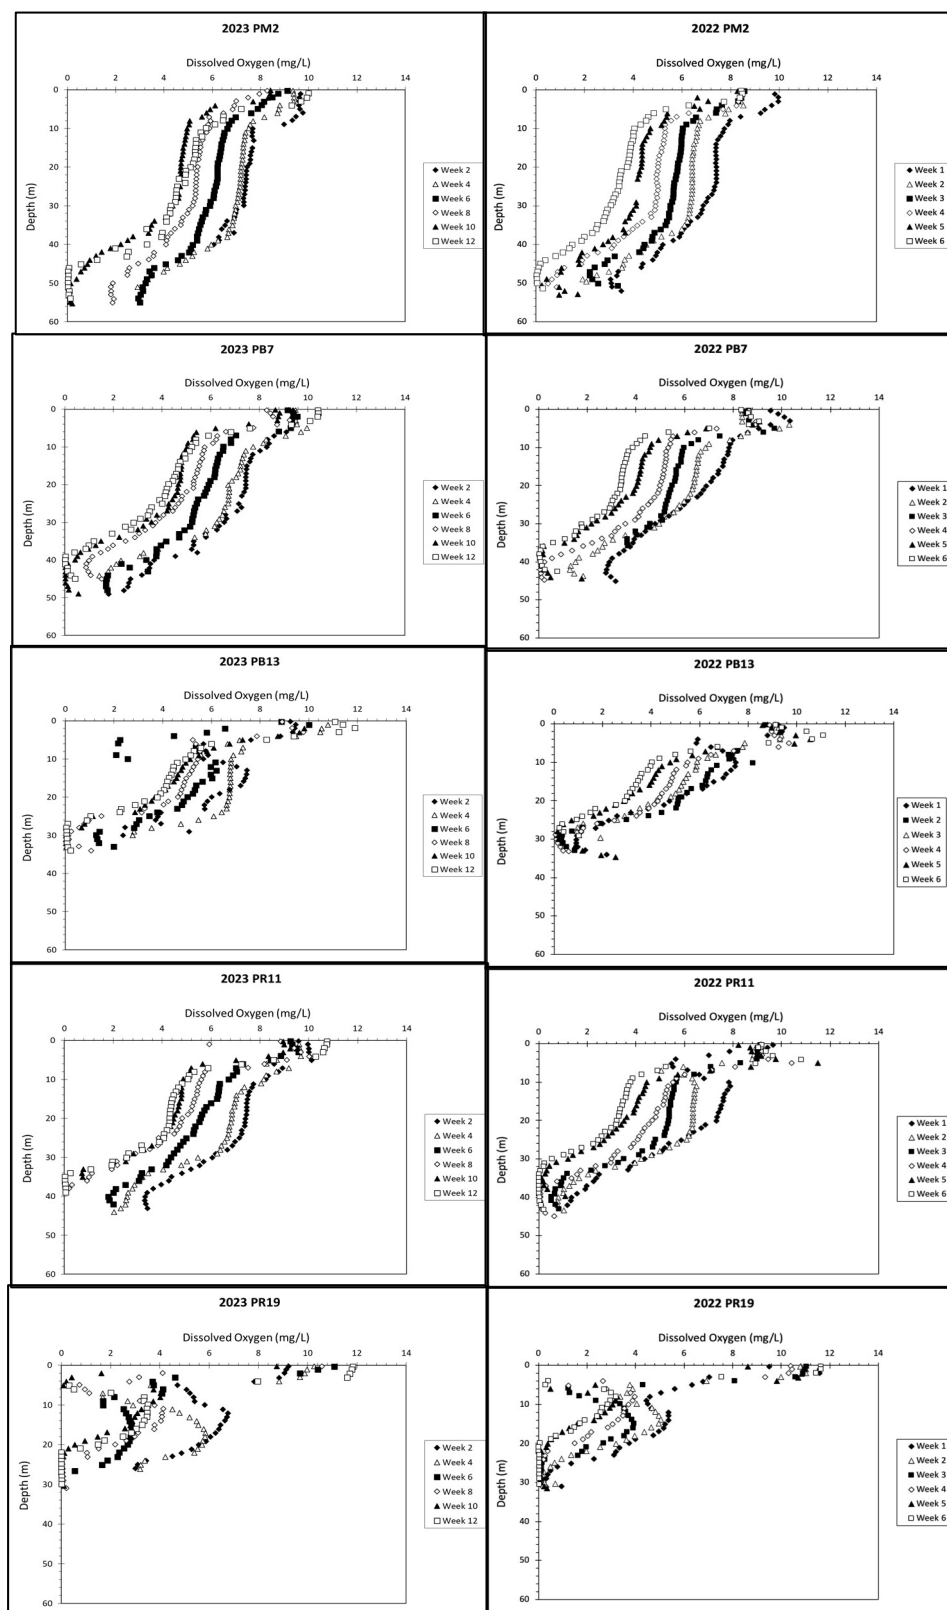 2023 PM2
Dissolved Oxygen (mg/L)
0 2 4 6 8 10 12 14
0
10
20
30
40
50
60
Depth (m)
Week 2
Week 4
Week 6
Week 8
Week 10
Week 12
2022 PM2
Dissolved Oxygen (mg/L)
0 2 4 6 8 10 12 14
0
10
20
30
40
50
60
Depth (m)
Week 1
Week 2
Week 3
Week 4
Week 5
Week 6
2023 PB7
Dissolved Oxygen (mg/L)
0 2 4 6 8 10 12 14
0
10
20
30
40
50
60
Depth (m)
Week 2
Week 4
Week 6
Week 8
Week 10
Week 12
2022 PB7
Dissolved Oxygen (mg/L)
0 2 4 6 8 10 12 14
0
10
20
30
40
50
60
Depth (m)
Week 1
Week 2
Week 3
Week 4
Week 5
Week 6
2023 PB13
Dissolved Oxygen (mg/L)
0 2 4 6 8 10 12 14
0
10
20
30
40
50
60
Depth (m)
Week 2
Week 4
Week 6
Week 8
Week 10
Week 12
2022 PB13
Dissolved Oxygen (mg/L)
0 2 4 6 8 10 12 14
0
10
20
30
40
50
60
Depth (m)
Week 1
Week 2
Week 3
Week 4
Week 5
Week 6
2023 PR11
Dissolved Oxygen (mg/L)
0 2 4 6 8 10 12 14
0
10
20
30
40
50
60
Depth (m)
Week 2
Week 4
Week 6
Week 8
Week 10
Week 12
2022 PR11
Dissolved Oxygen (mg/L)
0 2 4 6 8 10 12 14
0
10
20
30
40
50
60
Depth (m)
Week 1
Week 2
Week 3
Week 4
Week 5
Week 6
2023 PR19
Dissolved Oxygen (mg/L)
0 2 4 6 8 10 12 14
0
10
20
30
40
50
60
Depth (m)
Week 2
Week 4
Week 6
Week 8
Week 10
Week 12
2022 PR19
Dissolved Oxygen (mg/L)
0 2 4 6 8 10 12 14
0
10
20
30
40
50
60
Depth (m)
Week 1
Week 2
Week 3
Week 4
Week 5
Week 6